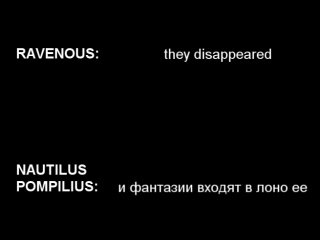 RAVENOUS: they disappeared
NAUTILUS
POMPILIUS: и фантазии входят в лоно ее